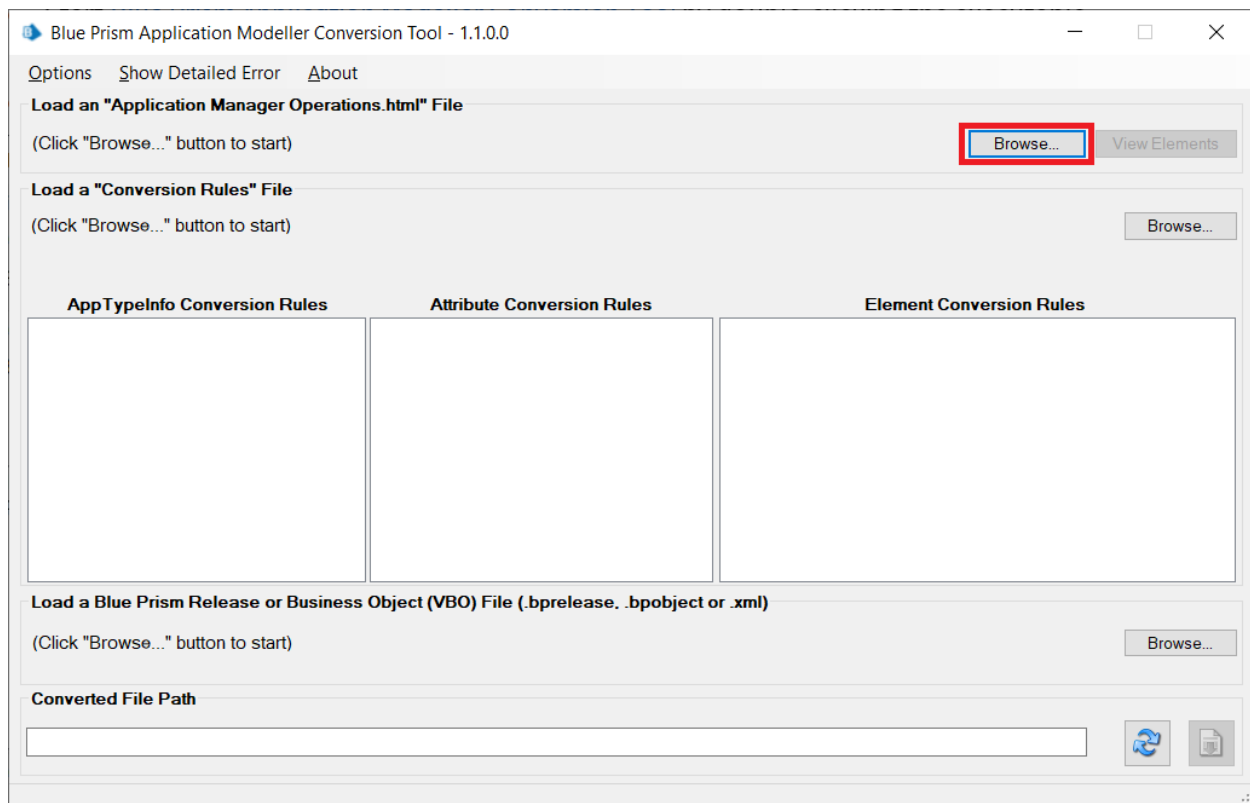 Blue Prism Application Modeller Conversion Tool - 1.1.0.0
Options Show Detailed Error About
Load an "Application Manager Operations.html" File
(Click "Browse..." button to start) Browse... View Elements
Load a "Conversion Rules" File
(Click "Browse..." button to start) Browse...
AppTypeInfo Conversion Rules Attribute Conversion Rules Element Conversion Rules
Load a Blue Prism Release or Business Object (VBO) File (.bprelease, .bpobject or .xml)
(Click "Browse..." button to start) Browse...
Converted File Path